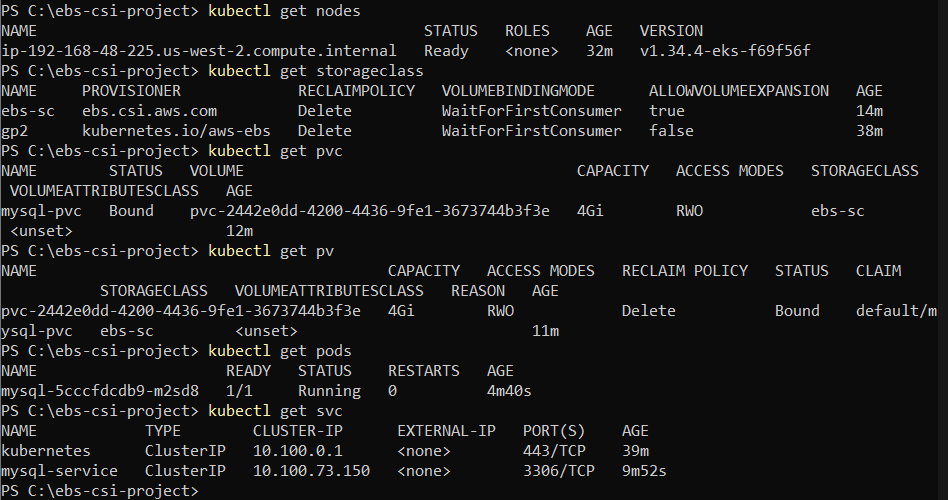 PS C:\ebs-csi-project> kubectl get nodes
NAME                                           STATUS   ROLES    AGE   VERSION
ip-192-168-48-225.us-west-2.compute.internal   Ready    <none>   32m   v1.34.4-eks-f69f56f
PS C:\ebs-csi-project> kubectl get storageclass
NAME     PROVISIONER             RECLAIMPOLICY   VOLUMEBINDINGMODE      ALLOWVOLUMEEXPANSION   AGE
ebs-sc   ebs.csi.aws.com         Delete          WaitForFirstConsumer   true                   14m
gp2      kubernetes.io/aws-ebs   Delete          WaitForFirstConsumer   false                  38m
PS C:\ebs-csi-project> kubectl get pvc
NAME        STATUS   VOLUME                                     CAPACITY   ACCESS MODES   STORAGECLASS
 VOLUMEATTRIBUTESCLASS   AGE
mysql-pvc   Bound    pvc-2442e0dd-4200-4436-9fe1-3673744b3f3e   4Gi        RWO            ebs-sc
 <unset>                 12m
PS C:\ebs-csi-project> kubectl get pv
NAME                                       CAPACITY   ACCESS MODES   RECLAIM POLICY   STATUS   CLAIM
           STORAGECLASS   VOLUMEATTRIBUTESCLASS   REASON   AGE
pvc-2442e0dd-4200-4436-9fe1-3673744b3f3e   4Gi        RWO            Delete           Bound    default/m
ysql-pvc   ebs-sc         <unset>                          11m
PS C:\ebs-csi-project> kubectl get pods
NAME                     READY   STATUS    RESTARTS   AGE
mysql-5cccfdcdb9-m2sd8   1/1     Running   0          4m40s
PS C:\ebs-csi-project> kubectl get svc
NAME            TYPE        CLUSTER-IP      EXTERNAL-IP   PORT(S)    AGE
kubernetes      ClusterIP   10.100.0.1      <none>        443/TCP    39m
mysql-service   ClusterIP   10.100.73.150   <none>        3306/TCP   9m52s
PS C:\ebs-csi-project>